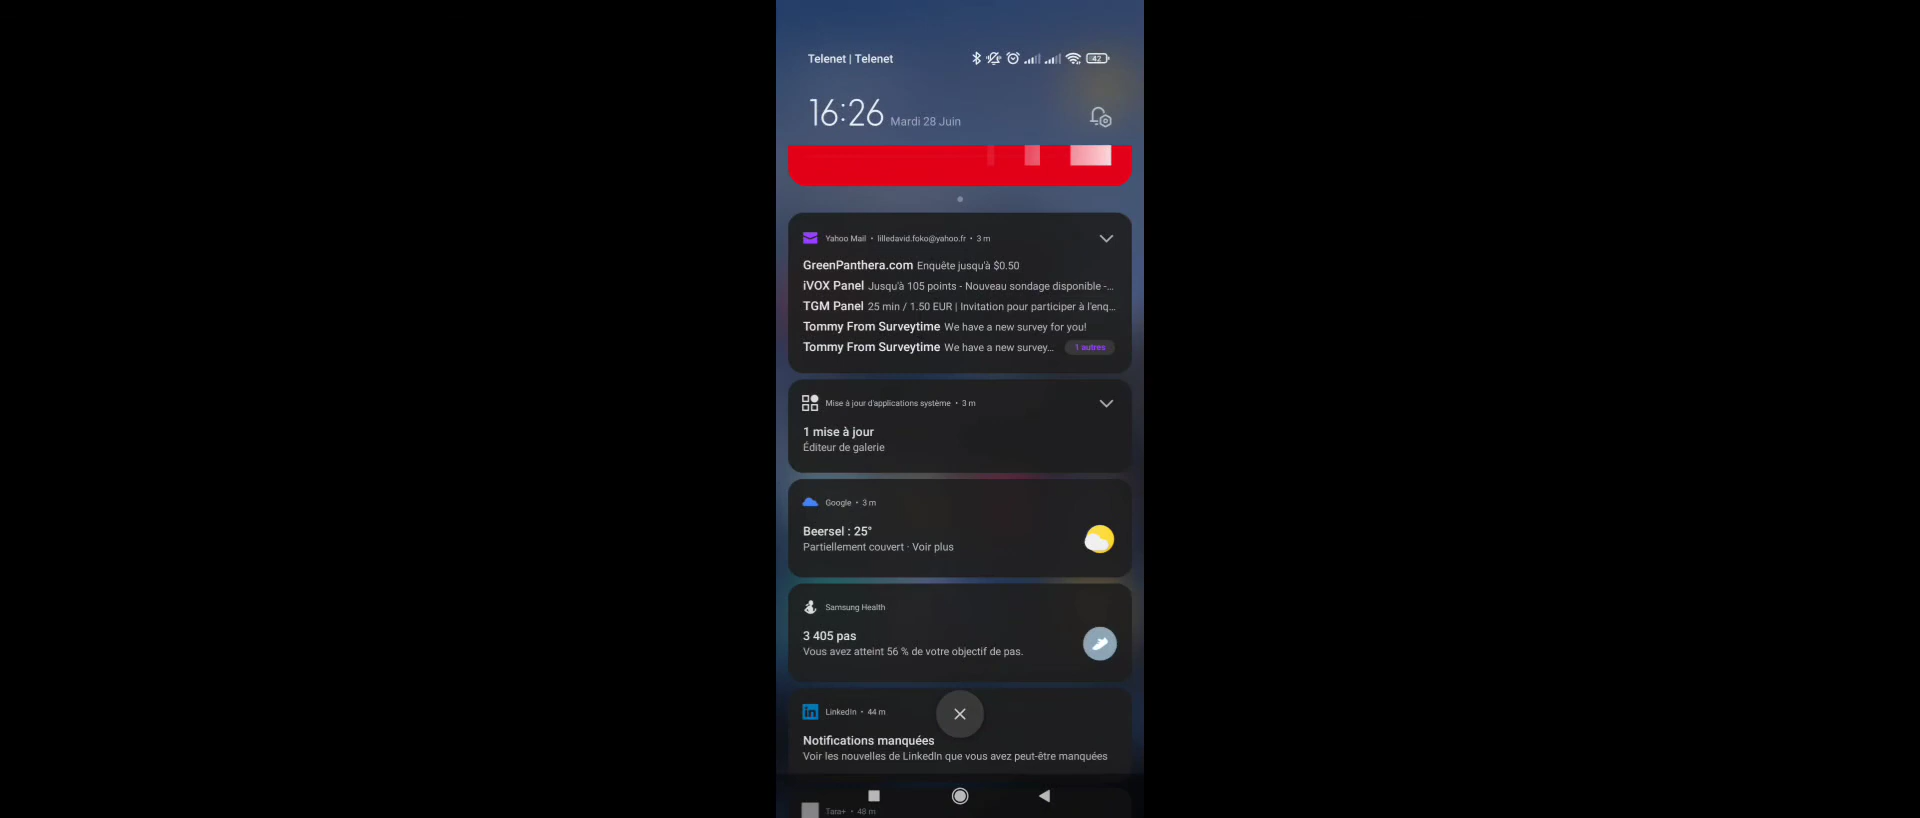 Telenet | Telenet
42
16:26 Mardi 28 Juin
Yahoo Mail • lilledavid.foko@yahoo.fr • 3 m
GreenPanthera.com Enquête jusqu'à $0.50
iVOX Panel Jusqu'à 105 points - Nouveau sondage disponible -...
TGM Panel 25 min / 1.50 EUR | Invitation pour participer à l'enq...
Tommy From Surveytime We have a new survey for you!
Tommy From Surveytime We have a new survey... 1 autres
Mise à jour d'applications système • 3 m
1 mise à jour
Éditeur de galerie
Google • 3 m
Beersel : 25°
Partiellement couvert · Voir plus
Samsung Health
3 405 pas
Vous avez atteint 56 % de votre objectif de pas.
LinkedIn • 44 m
Notifications manquées
Voir les nouvelles de LinkedIn que vous avez peut-être manquées
Tara+ • 48 m